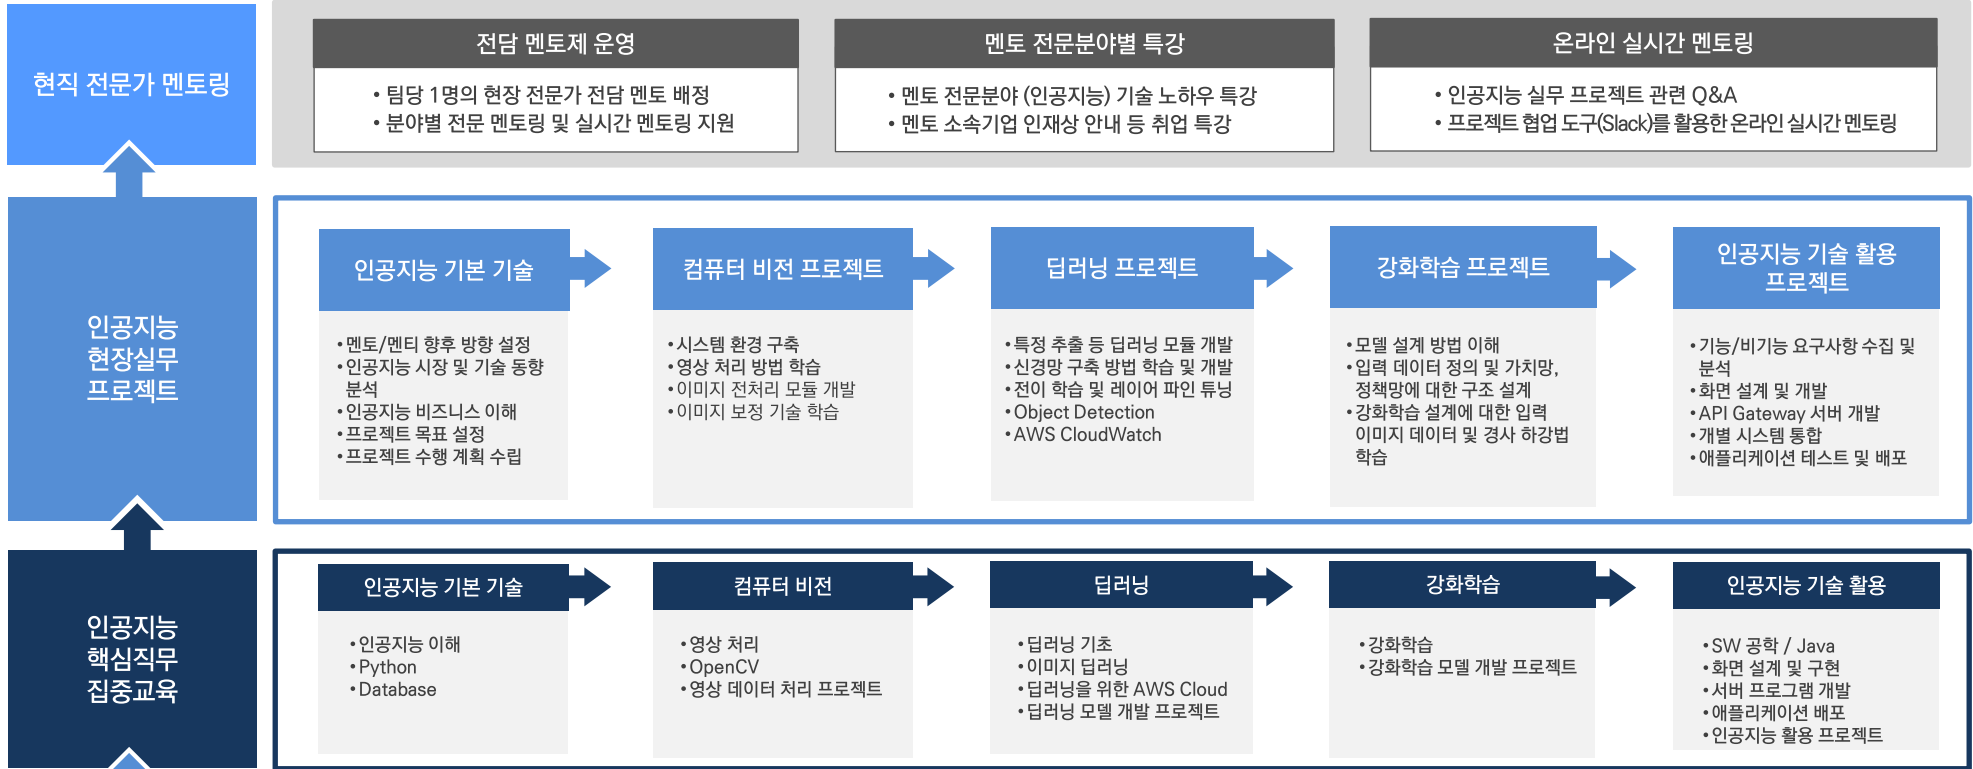 현직 전문가 멘토링
전담 멘토제 운영
• 팀당 1명의 현장 전문가 전담 멘토 배정
• 분야별 전문 멘토링 및 실시간 멘토링 지원
멘토 전문분야별 특강
• 멘토 전문분야 (인공지능) 기술 노하우 특강
• 멘토 소속기업 인재상 안내 등 취업 특강
온라인 실시간 멘토링
• 인공지능 실무 프로젝트 관련 Q&A
• 프로젝트 협업 도구(Slack)를 활용한 온라인 실시간 멘토링
인공지능
현장실무
프로젝트
인공지능 기본 기술
• 멘토/멘티 향후 방향 설정
• 인공지능 시장 및 기술 동향
분석
• 인공지능 비즈니스 이해
• 프로젝트 목표 설정
• 프로젝트 수행 계획 수립
컴퓨터 비전 프로젝트
• 시스템 환경 구축
• 영상 처리 방법 학습
• 이미지 전처리 모듈 개발
• 이미지 보정 기술 학습
딥러닝 프로젝트
• 특정 추출 등 딥러닝 모듈 개발
• 신경망 구축 방법 학습 및 개발
• 전이 학습 및 레이어 파인 튜닝
• Object Detection
• AWS CloudWatch
강화학습 프로젝트
• 모델 설계 방법 이해
• 입력 데이터 정의 및 가치망,
정책망에 대한 구조 설계
• 강화학습 설계에 대한 입력
이미지 데이터 및 경사 하강법
학습
인공지능 기술 활용
프로젝트
• 기능/비기능 요구사항 수집 및
분석
• 화면 설계 및 개발
• API Gateway 서버 개발
• 개별 시스템 통합
• 애플리케이션 테스트 및 배포
인공지능
핵심직무
집중교육
인공지능 기본 기술
• 인공지능 이해
• Python
• Database
컴퓨터 비전
• 영상 처리
• OpenCV
• 영상 데이터 처리 프로젝트
딥러닝
• 딥러닝 기초
• 이미지 딥러닝
• 딥러닝을 위한 AWS Cloud
• 딥러닝 모델 개발 프로젝트
강화학습
• 강화학습
• 강화학습 모델 개발 프로젝트
인공지능 기술 활용
• SW 공학 / Java
• 화면 설계 및 구현
• 서버 프로그램 개발
• 애플리케이션 배포
• 인공지능 활용 프로젝트